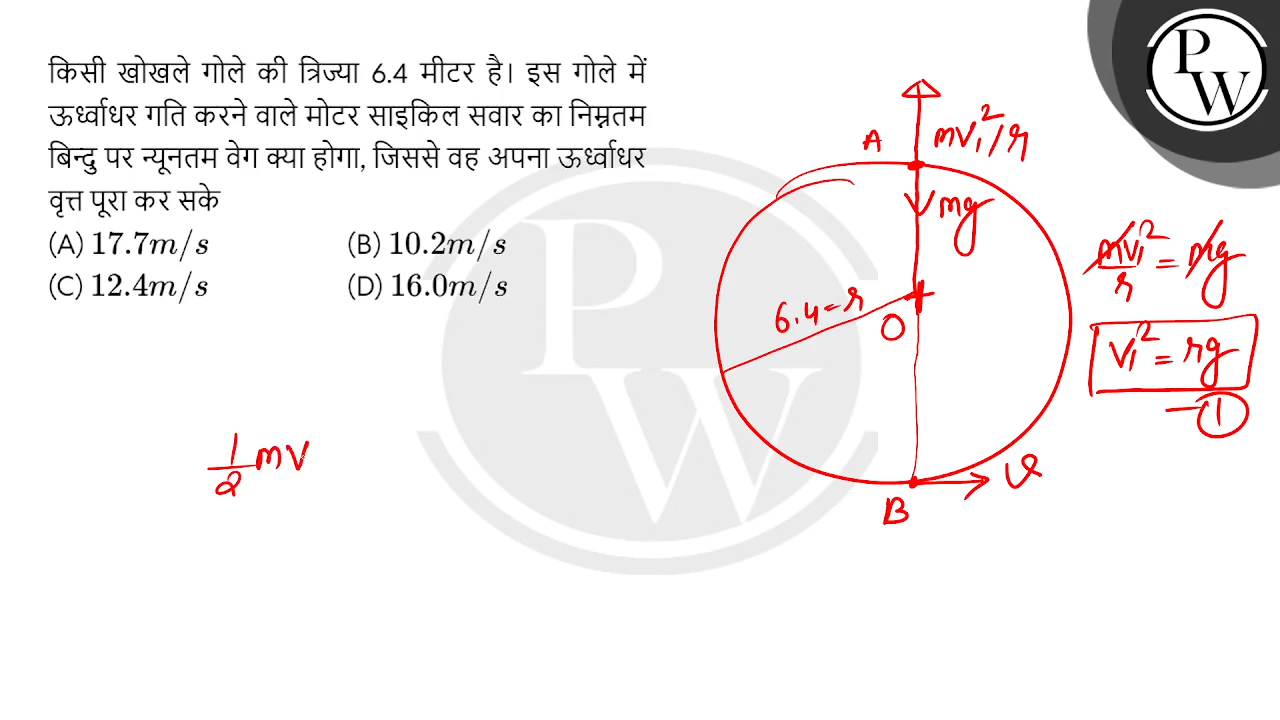 किसी खोखले गोले की त्रिज्या 6.4 मीटर है। इस गोले में
ऊर्ध्वाधर गति करने वाले मोटर साइकिल सवार का निम्नतम
बिन्दु पर न्यूनतम वेग क्या होगा, जिससे वह अपना ऊर्ध्वाधर
वृत्त पूरा कर सके
(A) 17.7m/s (B) 10.2m/s
(C) 12.4m/s (D) 16.0m/s
P
W
A mv₁²/r
mg
6.4=r
O
B v
mv₁²/r = mg
v₁² = rg
-①
1/2 mv
PW